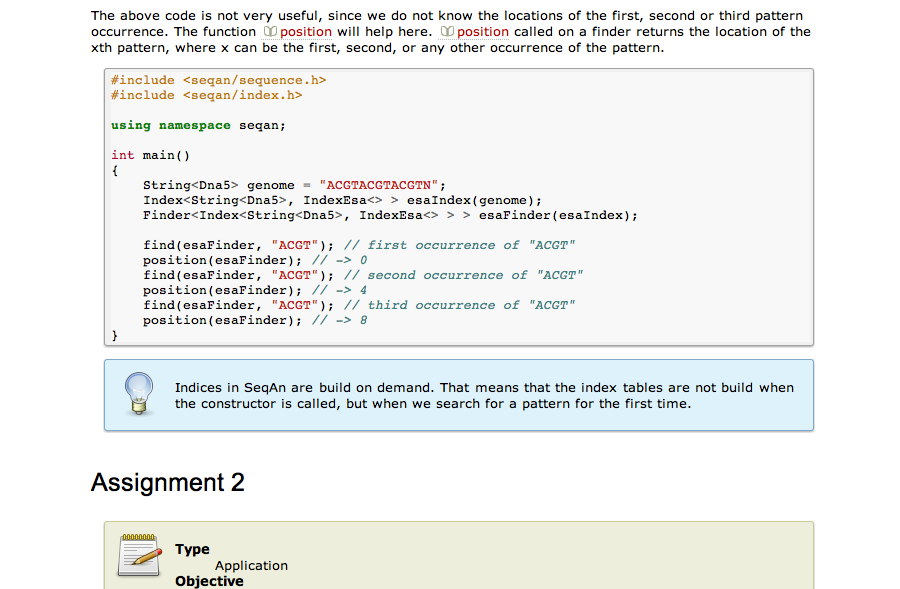 The above code is not very useful, since we do not know the locations of the first, second or third pattern
occurrence. The function position will help here. position called on a finder returns the location of the
xth pattern, where x can be the first, second, or any other occurrence of the pattern.
#include <seqan/sequence.h>
#include <seqan/index.h>
using namespace seqan;
int main()
{
    String<Dna5> genome = "ACGTACGTACGTN";
    Index<String<Dna5>, IndexEsa<> > esaIndex(genome);
    Finder<Index<String<Dna5>, IndexEsa<> > > esaFinder(esaIndex);
    find(esaFinder, "ACGT"); // first occurrence of "ACGT"
    position(esaFinder); // -> 0
    find(esaFinder, "ACGT"); // second occurrence of "ACGT"
    position(esaFinder); // -> 4
    find(esaFinder, "ACGT"); // third occurrence of "ACGT"
    position(esaFinder); // -> 8
}
Indices in SeqAn are build on demand. That means that the index tables are not build when
the constructor is called, but when we search for a pattern for the first time.
Assignment 2
Type
Application
Objective